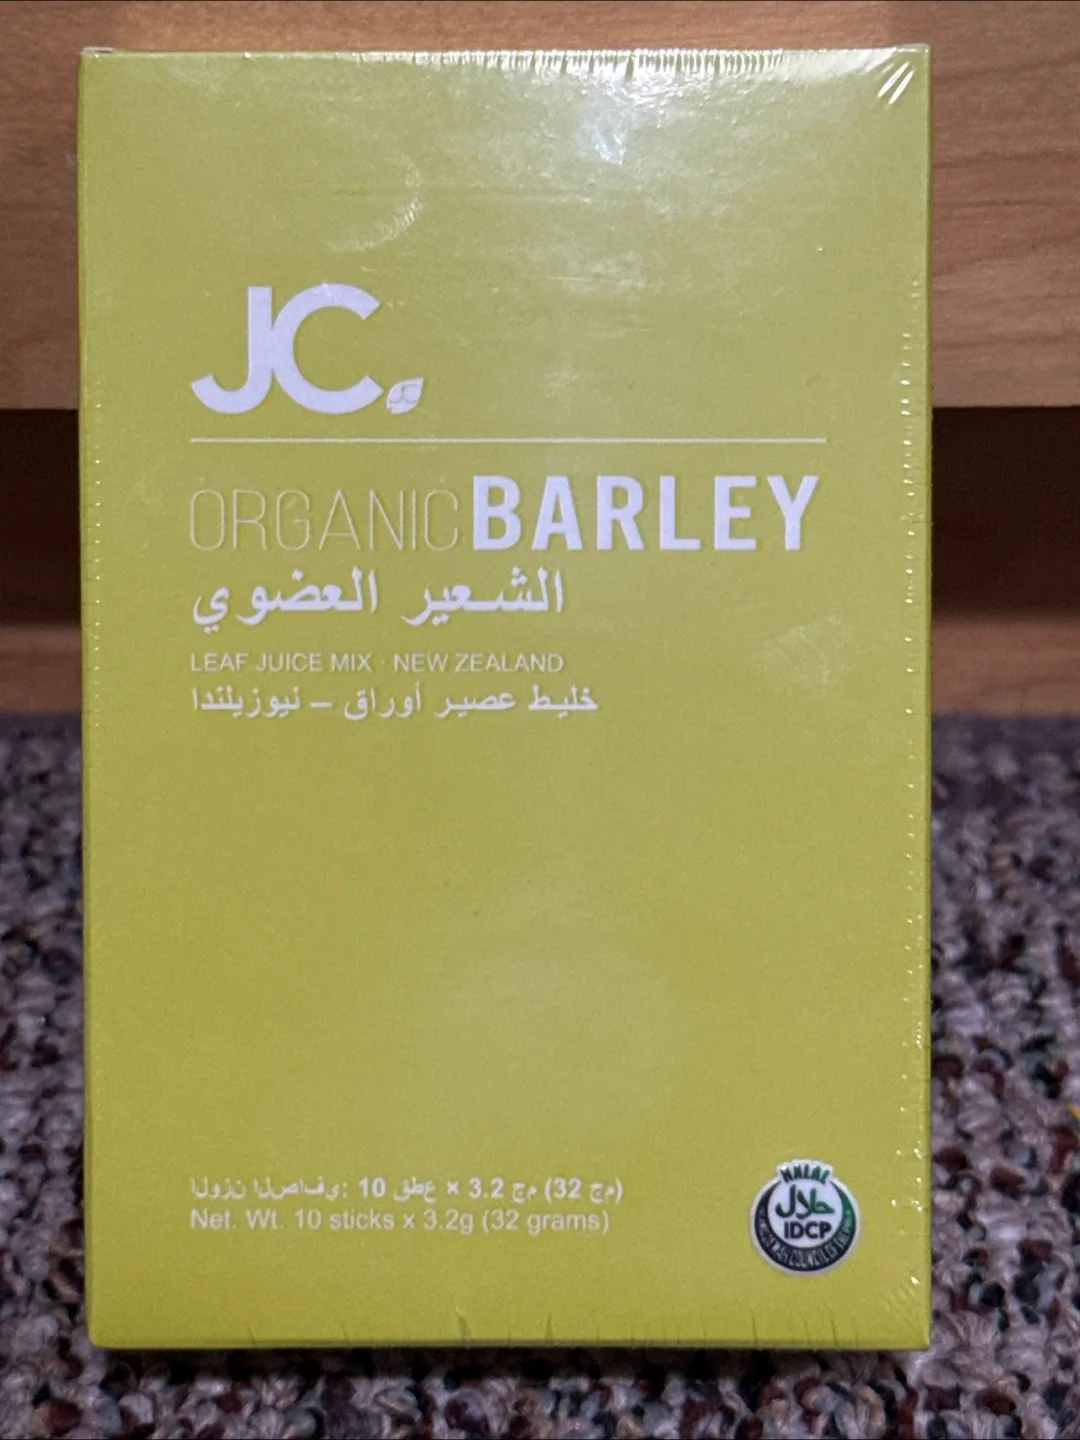 JC.
ORGANIC BARLEY
الشعير العضوي
LEAF JUICE MIX · NEW ZEALAND
خليط عصير أوراق – نيوزيلندا
الوزن الصافي: 10 عطق × 3.2 جم (32 جم)
Net. Wt. 10 sticks x 3.2g (32 grams)
HALAL
حلال
IDCP